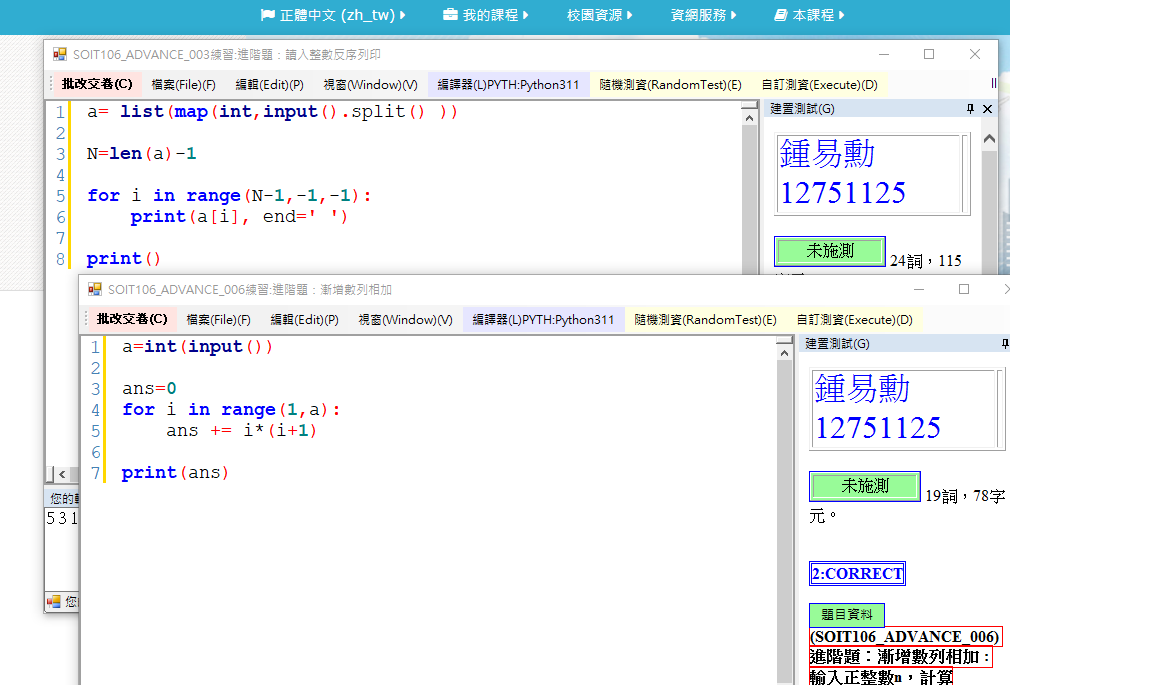 正體中文 (zh_tw) 我的課程 校園資源 資網服務 本課程
SOIT106_ADVANCE_003練習:進階題：讀入整數反序列印
批改交卷(C) 檔案(File)(F) 編輯(Edit)(P) 視窗(Window)(V) 編譯器(L)PYTH:Python311 隨機測資(RandomTest)(E) 自訂測資(Execute)(D)
建置測試(G)
1 a= list(map(int,input().split() ))
2
3 N=len(a)-1
4
5 for i in range(N-1,-1,-1):
6 print(a[i], end=' ')
7
8 print()
鍾易勳
12751125
未施測 24詞，115
您的
5 3 1
您
SOIT106_ADVANCE_006練習:進階題：漸增數列相加
批改交卷(C) 檔案(File)(F) 編輯(Edit)(P) 視窗(Window)(V) 編譯器(L)PYTH:Python311 隨機測資(RandomTest)(E) 自訂測資(Execute)(D)
建置測試(G)
1 a=int(input())
2
3 ans=0
4 for i in range(1,a):
5 ans += i*(i+1)
6
7 print(ans)
鍾易勳
12751125
未施測 19詞，78字
元。
2:CORRECT
題目資料
(SOIT106_ADVANCE_006)
進階題：漸增數列相加：
輸入正整數n，計算